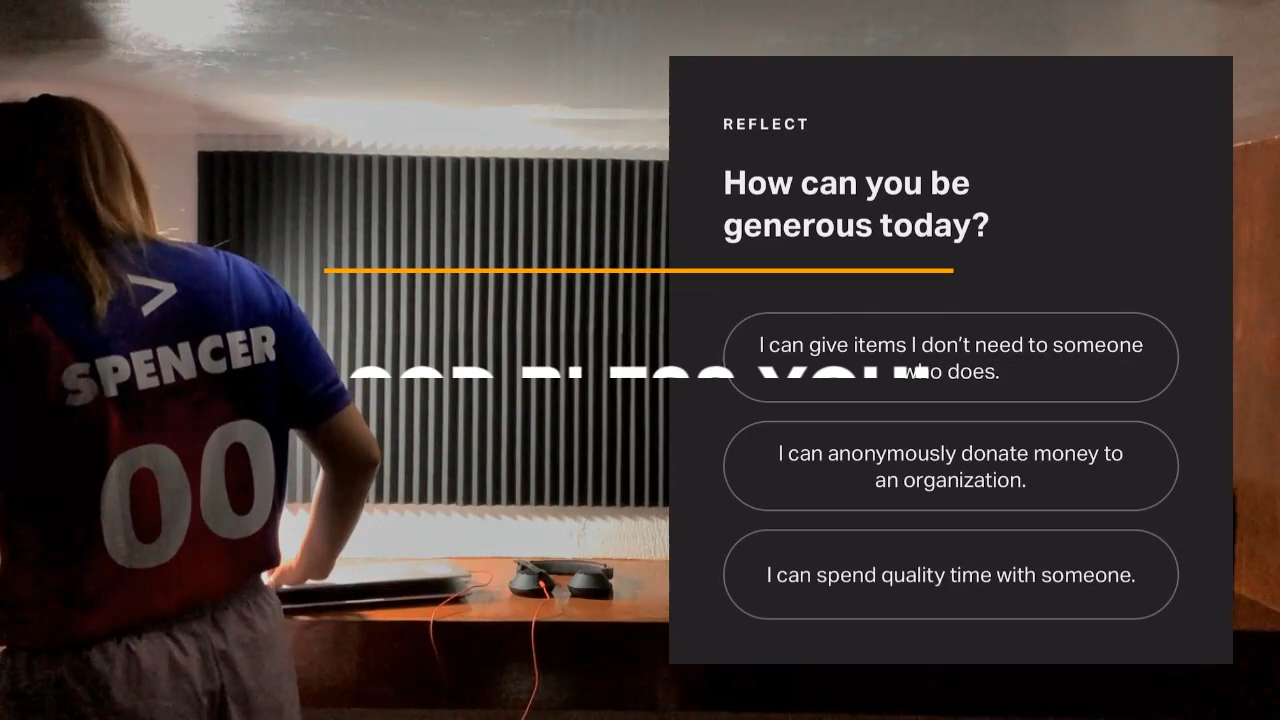 REFLECT
How can you be
generous today?
I can give items I don't need to someone
who does.
I can anonymously donate money to
an organization.
I can spend quality time with someone.
>
SPENCER
00